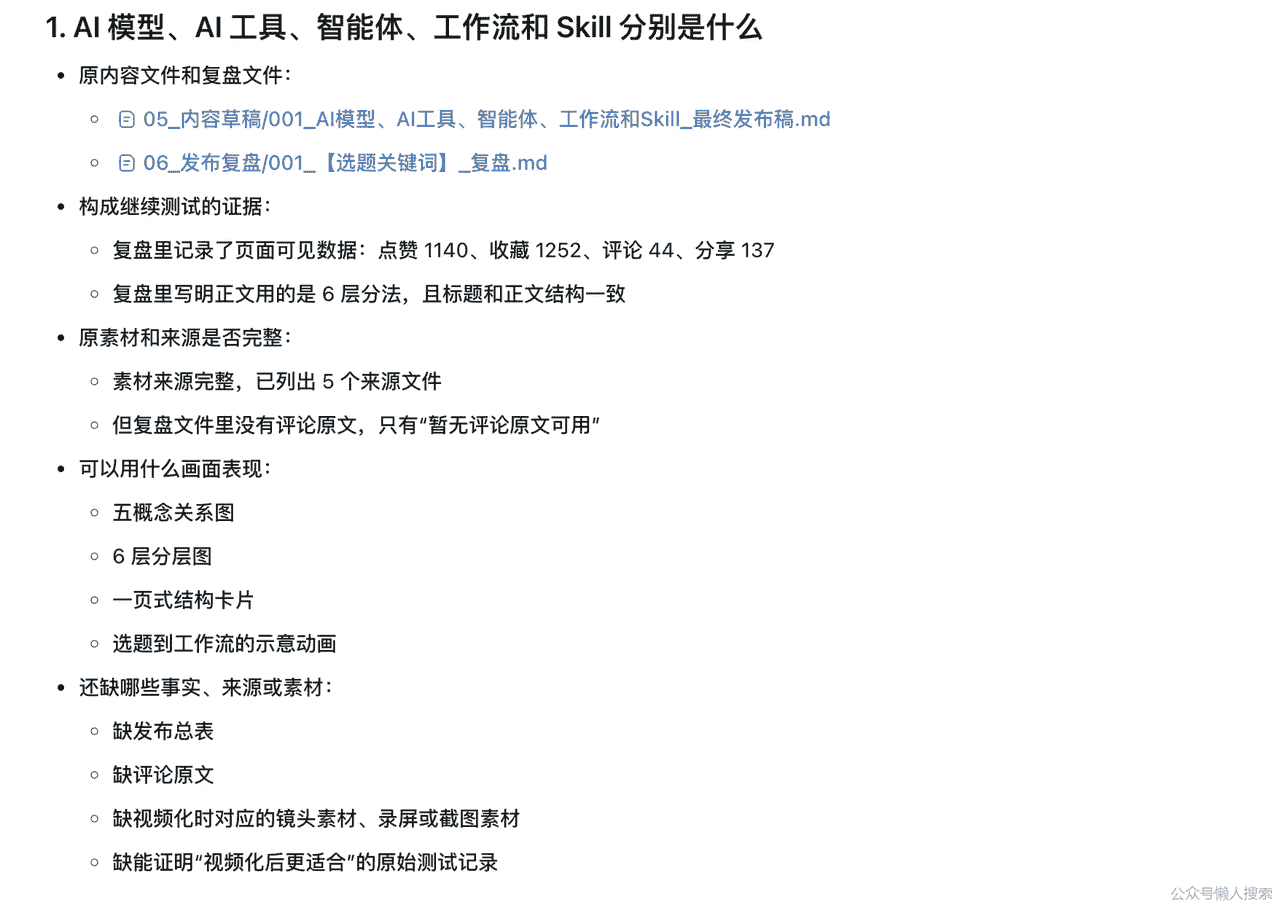 1. AI 模型、AI 工具、智能体、工作流和 Skill 分别是什么
原内容文件和复盘文件：
05_内容草稿/001_AI模型、AI工具、智能体、工作流和Skill_最终发布稿.md
06_发布复盘/001_【选题关键词】_复盘.md
构成继续测试的证据：
复盘里记录了页面可见数据：点赞 1140、收藏 1252、评论 44、分享 137
复盘里写明正文用的是 6 层分法，且标题和正文结构一致
原素材和来源是否完整：
素材来源完整，已列出 5 个来源文件
但复盘文件里没有评论原文，只有“暂无评论原文可用”
可以用什么画面表现：
五概念关系图
6 层分层图
一页式结构卡片
选题到工作流的示意动画
还缺哪些事实、来源或素材：
缺发布总表
缺评论原文
缺视频化时对应的镜头素材、录屏或截图素材
缺能证明“视频化后更适合”的原始测试记录
公众号懒人搜索